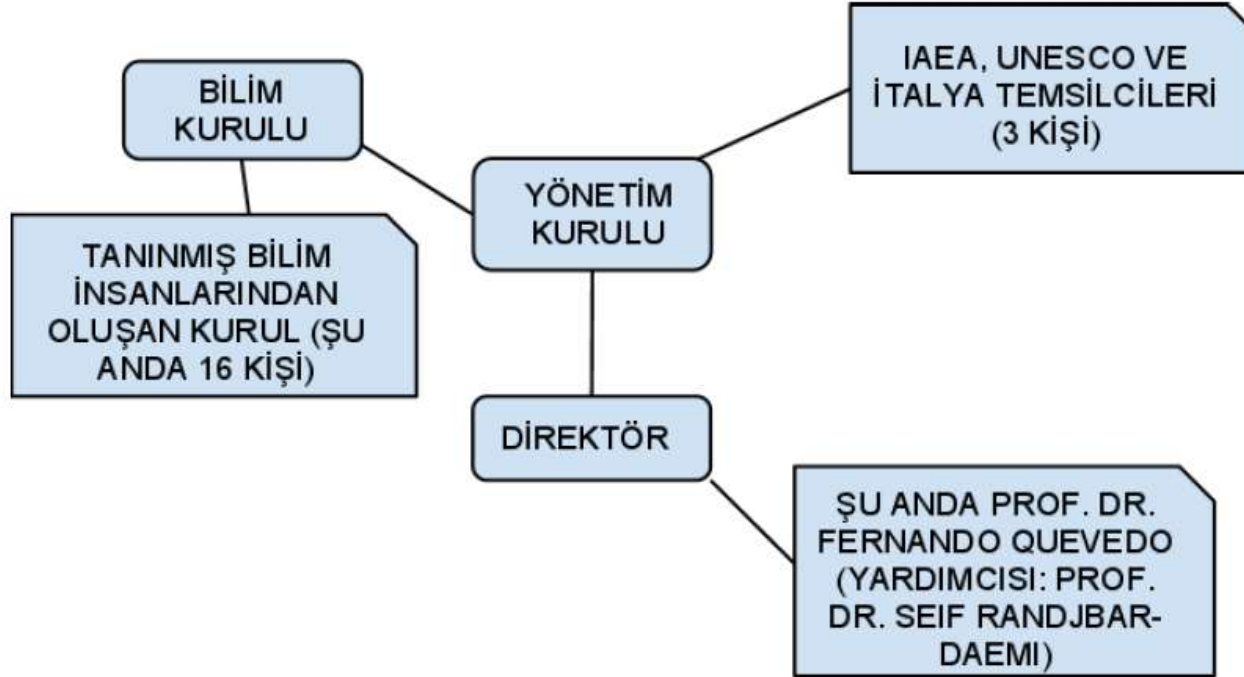 BİLİM
KURULU
IAEA, UNESCO VE
İTALYA TEMSİLCİLERİ
(3 KİŞİ)
YÖNETİM
KURULU
TANINMIŞ BİLİM
İNSANLARINDAN
OLUŞAN KURUL (ŞU
ANDA 16 KİŞİ)
DİREKTÖR
ŞU ANDA PROF. DR.
FERNANDO QUEVEDO
(YARDIMCISI: PROF.
DR. SEIF RANDJBAR-
DAEMI)